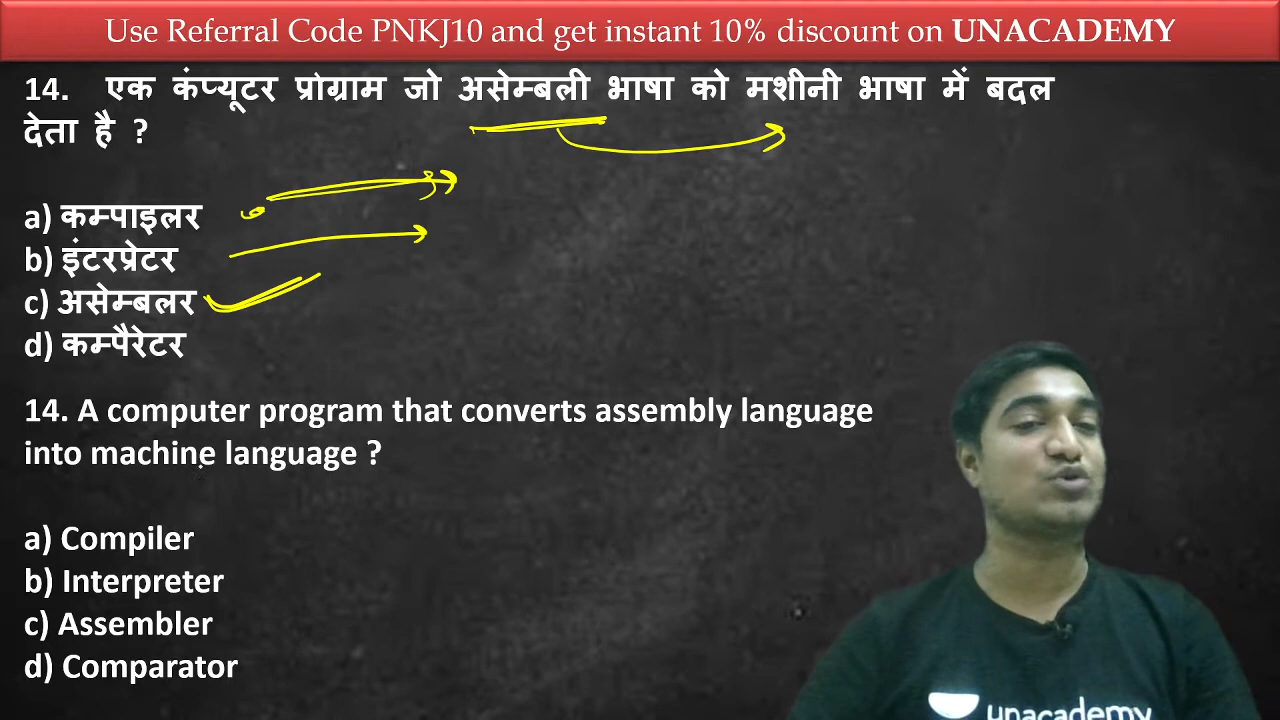 Use Referral Code PNKJ10 and get instant 10% discount on UNACADEMY
14. एक कंप्यूटर प्रोग्राम जो असेम्बली भाषा को मशीनी भाषा में बदल
देता है ?
a) कम्पाइलर
b) इंटरप्रेटर
c) असेम्बलर
d) कम्पैरेटर
14. A computer program that converts assembly language
into machine language ?
a) Compiler
b) Interpreter
c) Assembler
d) Comparator
unacademy